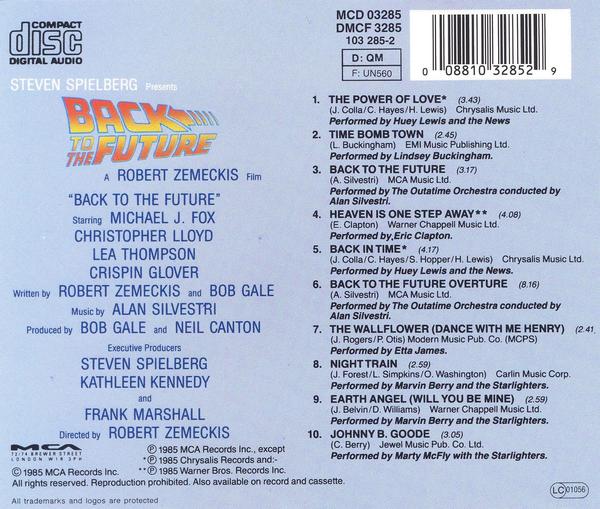 COMPACT
disc
DIGITAL AUDIO
MCD 03285
DMCF 3285
103 285-2
D: QM
F: UN560
0 08810 32852 9
STEVEN SPIELBERG Presents
BACK
TO THE
FUTURE
A ROBERT ZEMECKIS Film
"BACK TO THE FUTURE"
Starring MICHAEL J. FOX
CHRISTOPHER LLOYD
LEA THOMPSON
CRISPIN GLOVER
Written by ROBERT ZEMECKIS and BOB GALE
Music by ALAN SILVESTRI
Produced by BOB GALE and NEIL CANTON
Executive Producers
STEVEN SPIELBERG
KATHLEEN KENNEDY
and
FRANK MARSHALL
Directed by ROBERT ZEMECKIS
1. THE POWER OF LOVE* (3.43)
(J. Colla/C. Hayes/H. Lewis) Chrysalis Music Ltd.
Performed by Huey Lewis and the News
2. TIME BOMB TOWN (2.45)
(L. Buckingham) EMI Music Publishing Ltd.
Performed by Lindsey Buckingham.
3. BACK TO THE FUTURE (3.17)
(A. Silvestri) MCA Music Ltd.
Performed by The Outatime Orchestra conducted by
Alan Silvestri.
4. HEAVEN IS ONE STEP AWAY** (4.08)
(E. Clapton) Warner Chappell Music Ltd.
Performed by,Eric Clapton.
5. BACK IN TIME* (4.17)
(J. Colla/C. Hayes/S. Hopper/H. Lewis) Chrysalis Music Ltd.
Performed by Huey Lewis and the News.
6. BACK TO THE FUTURE OVERTURE (8.16)
(A. Silvestri) MCA Music Ltd.
Performed by The Outatime Orchestra conducted by
Alan Silvestri.
7. THE WALLFLOWER (DANCE WITH ME HENRY) (2.41)
(J. Rogers/P. Otis) Modern Music Pub. Co. (MCPS)
Performed by Etta James.
8. NIGHT TRAIN (2.59)
(J. Forest/L. Simpkins/O. Washington) Carlin Music Corp.
Performed by Marvin Berry and the Starlighters.
9. EARTH ANGEL (WILL YOU BE MINE) (2.59)
(J. Belvin/D. Williams) Warner Chappell Music Ltd.
Performed by Marvin Berry and the Starlighters.
10. JOHNNY B. GOODE (3.05)
(C. Berry) Jewel Music Pub. Co. Ltd.
Performed by Marty McFly with the Starlighters.
MCA
72/74 BREWER STREET
LONDON W1R 3PH
℗ 1985 MCA Records Inc., except
* ℗ 1985 Chrysalis Records and:-
© 1985 MCA Records Inc. ** ℗ 1985 Warner Bros. Records Inc.
All rights reserved. Reproduction prohibited. Also available on record and cassette.
All trademarks and logos are protected
LC 01056